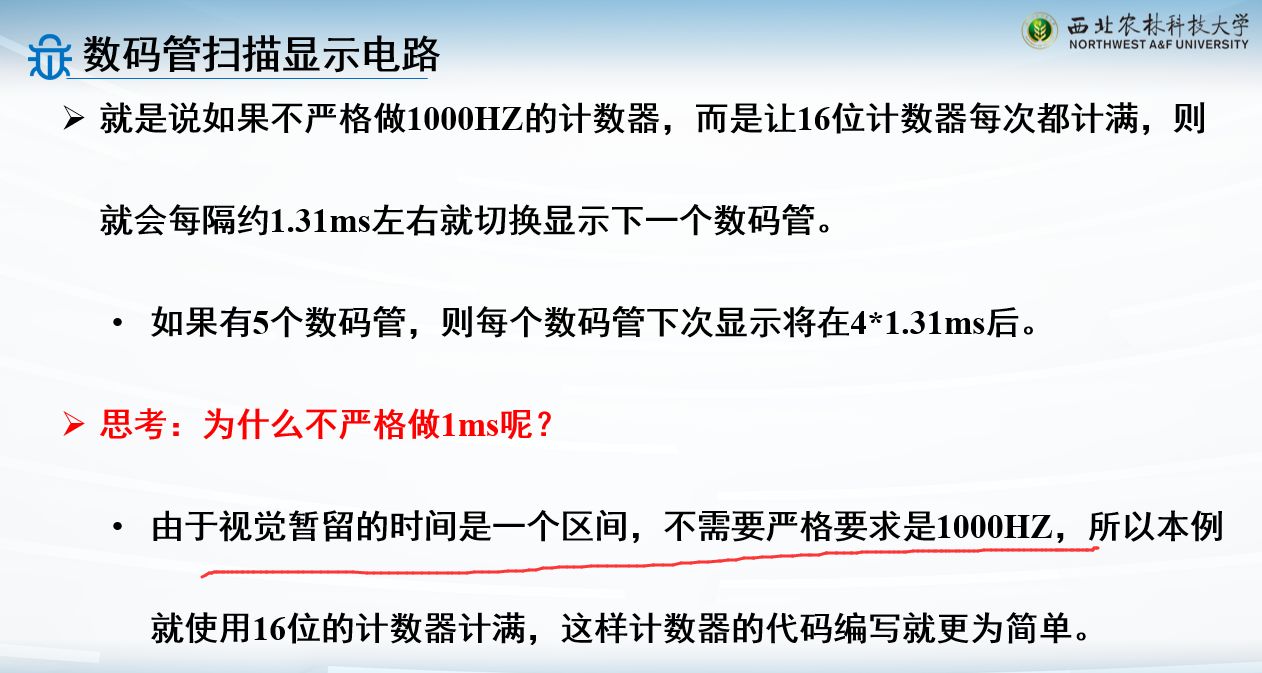 数码管扫描显示电路
西北农林科技大学
NORTHWEST A&F UNIVERSITY
➢ 就是说如果不严格做1000HZ的计数器，而是让16位计数器每次都计满，则
就会每隔约1.31ms左右就切换显示下一个数码管。
• 如果有5个数码管，则每个数码管下次显示将在4*1.31ms后。
➢ 思考：为什么不严格做1ms呢？
• 由于视觉暂留的时间是一个区间，不需要严格要求是1000HZ，所以本例
就使用16位的计数器计满，这样计数器的代码编写就更为简单。